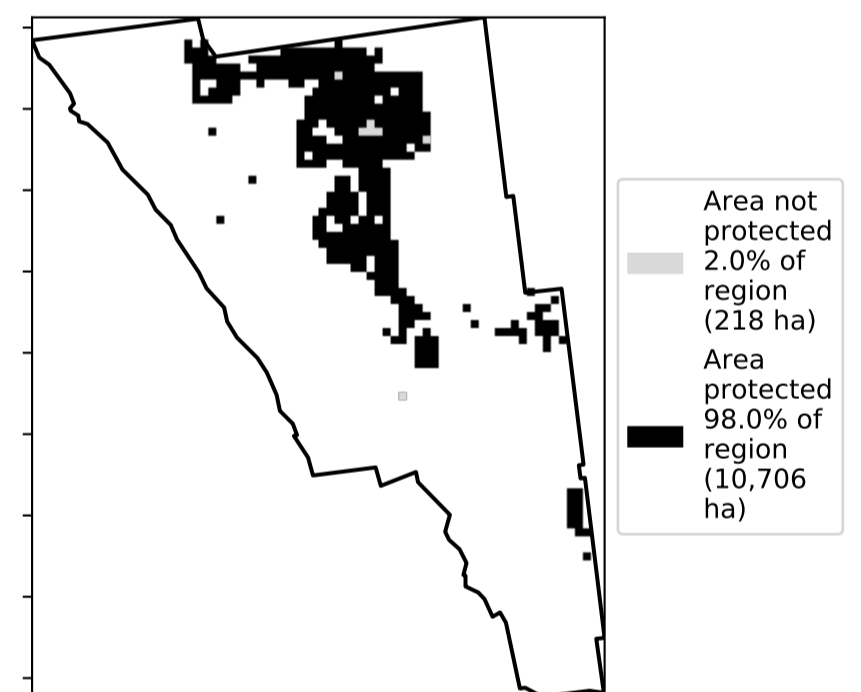 Area not
protected
2.0% of
region
(218 ha)
Area
protected
98.0% of
region
(10,706
ha)